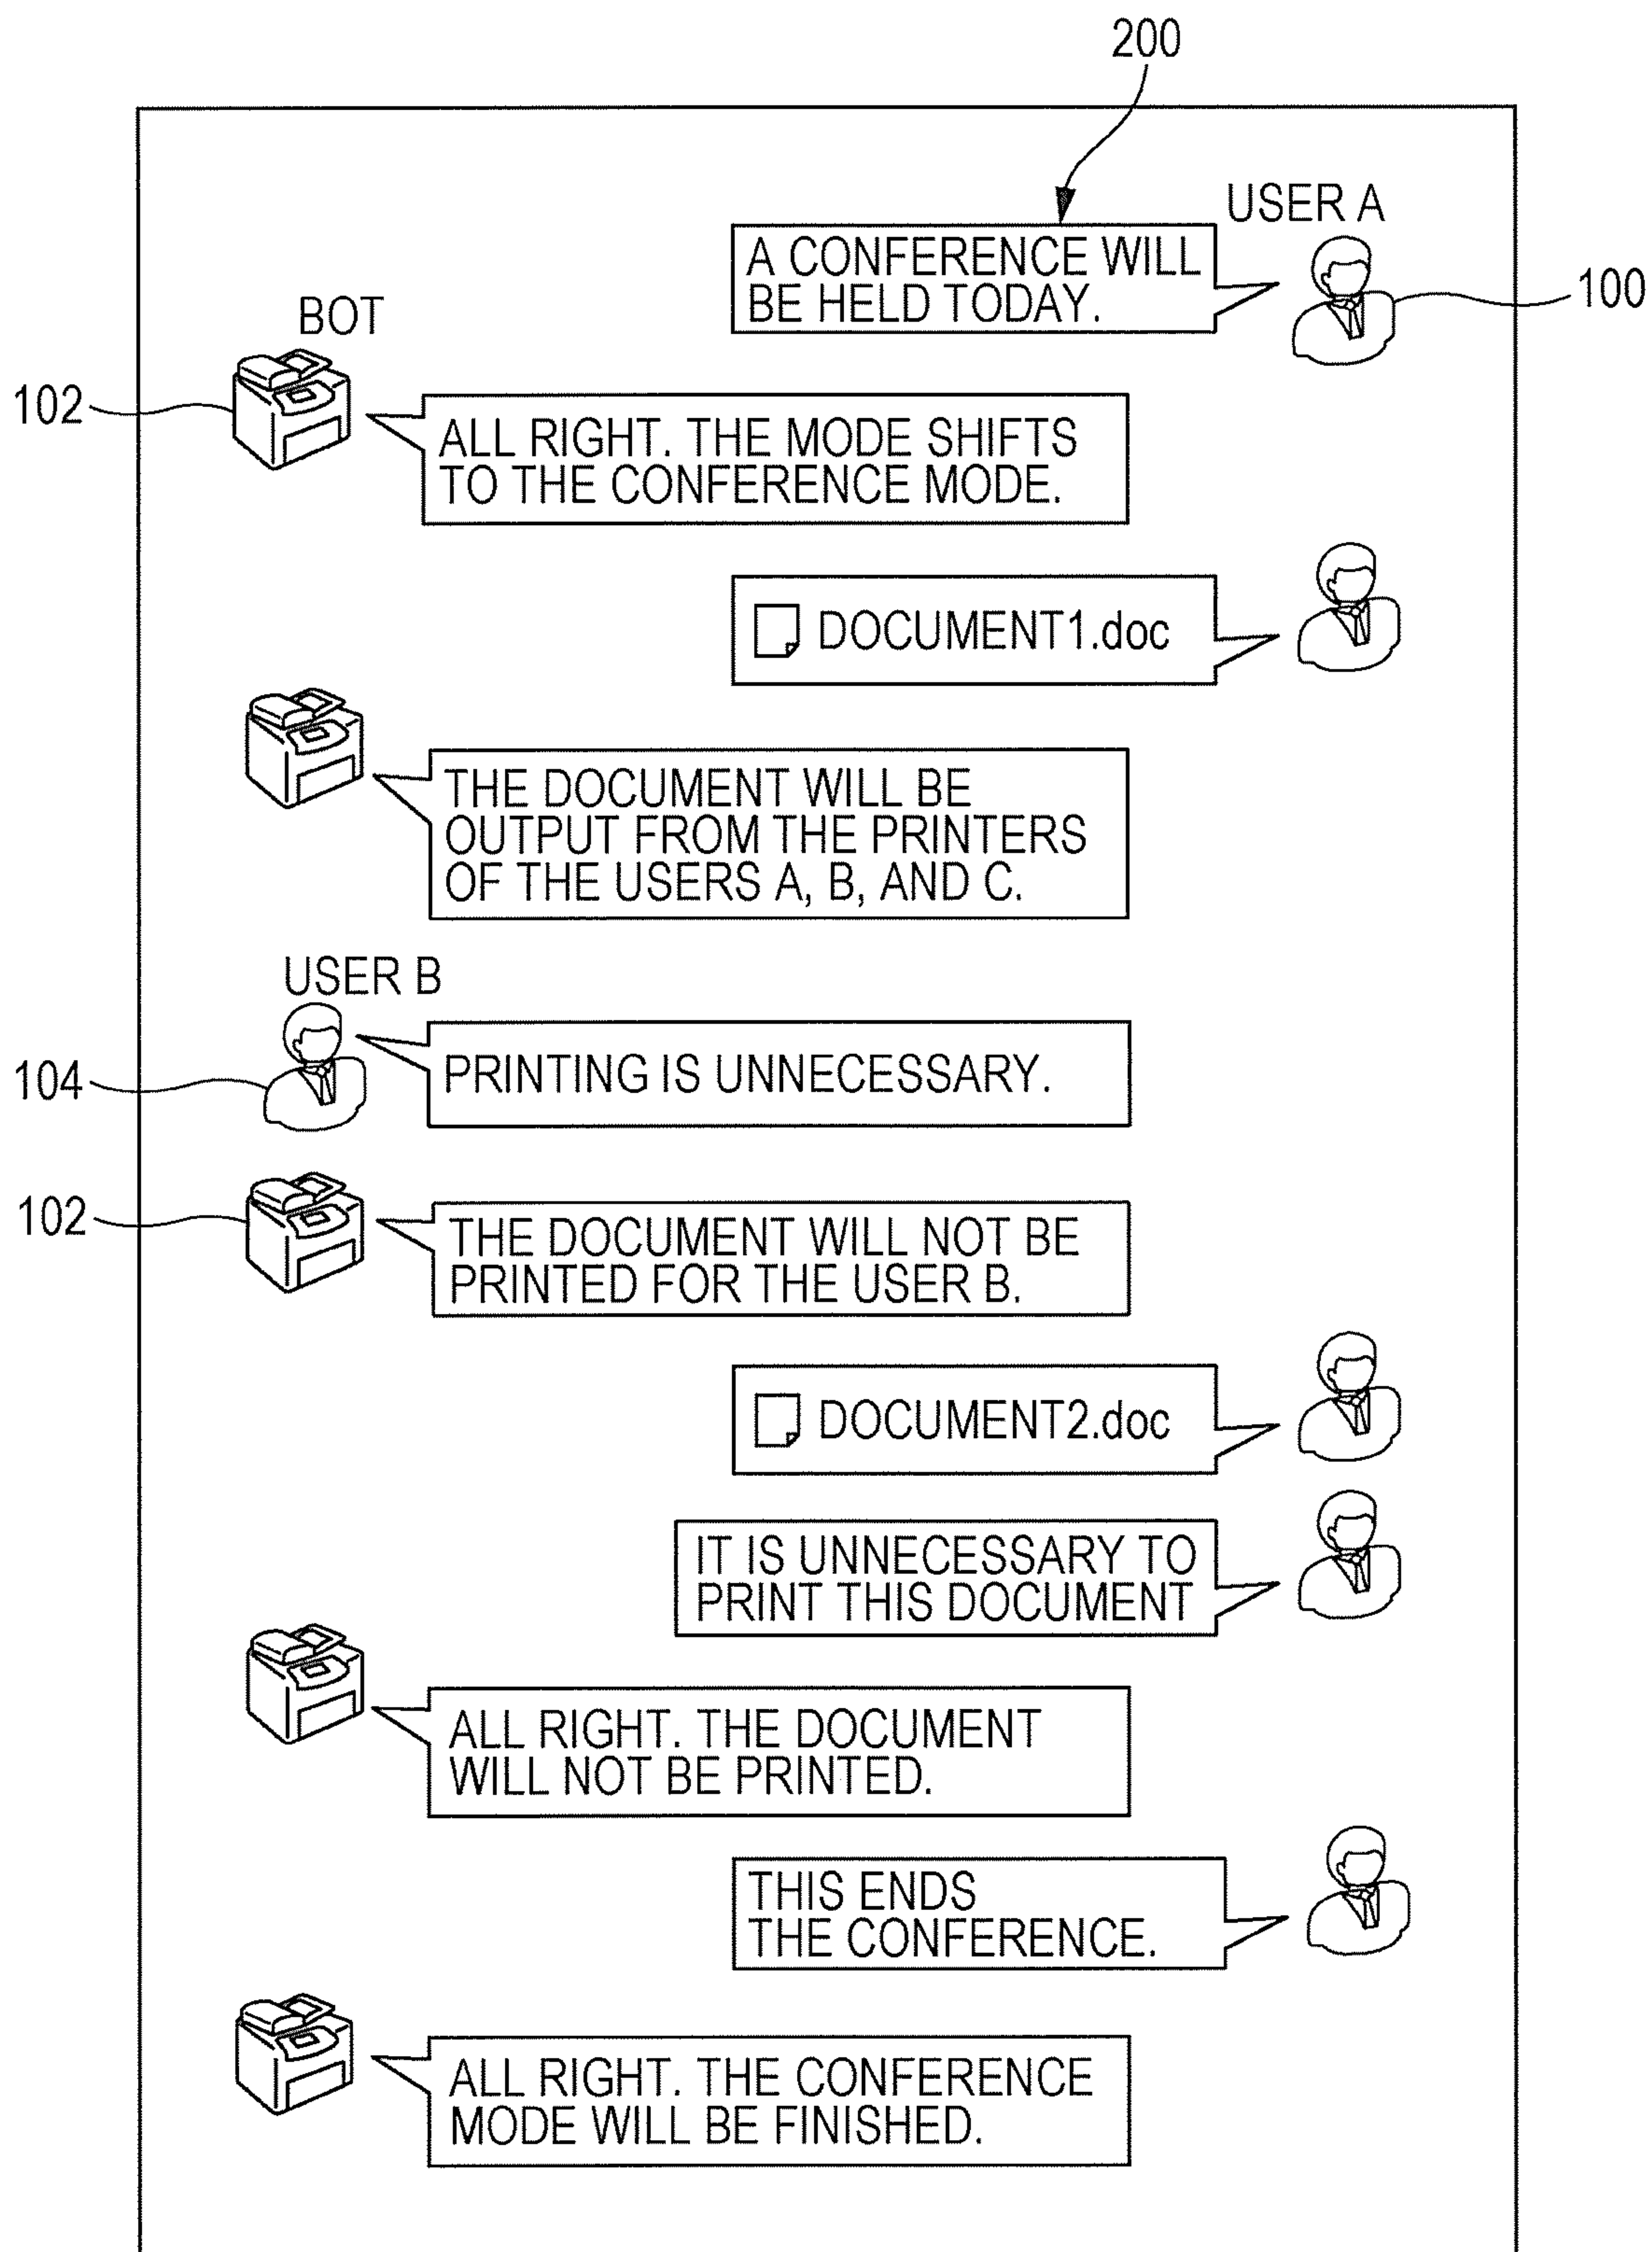 200
USER A
A CONFERENCE WILL
BE HELD TODAY.
100
BOT
102
ALL RIGHT. THE MODE SHIFTS
TO THE CONFERENCE MODE.
DOCUMENT1.doc
THE DOCUMENT WILL BE
OUTPUT FROM THE PRINTERS
OF THE USERS A, B, AND C.
USER B
104
PRINTING IS UNNECESSARY.
102
THE DOCUMENT WILL NOT BE
PRINTED FOR THE USER B.
DOCUMENT2.doc
IT IS UNNECESSARY TO
PRINT THIS DOCUMENT
ALL RIGHT. THE DOCUMENT
WILL NOT BE PRINTED.
THIS ENDS
THE CONFERENCE.
ALL RIGHT. THE CONFERENCE
MODE WILL BE FINISHED.